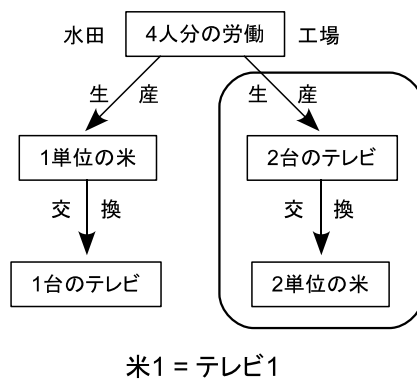 水田 4人分の労働 工場
生 産 生 産
1単位の米 2台のテレビ
交 換 交 換
1台のテレビ 2単位の米
米1 = テレビ1